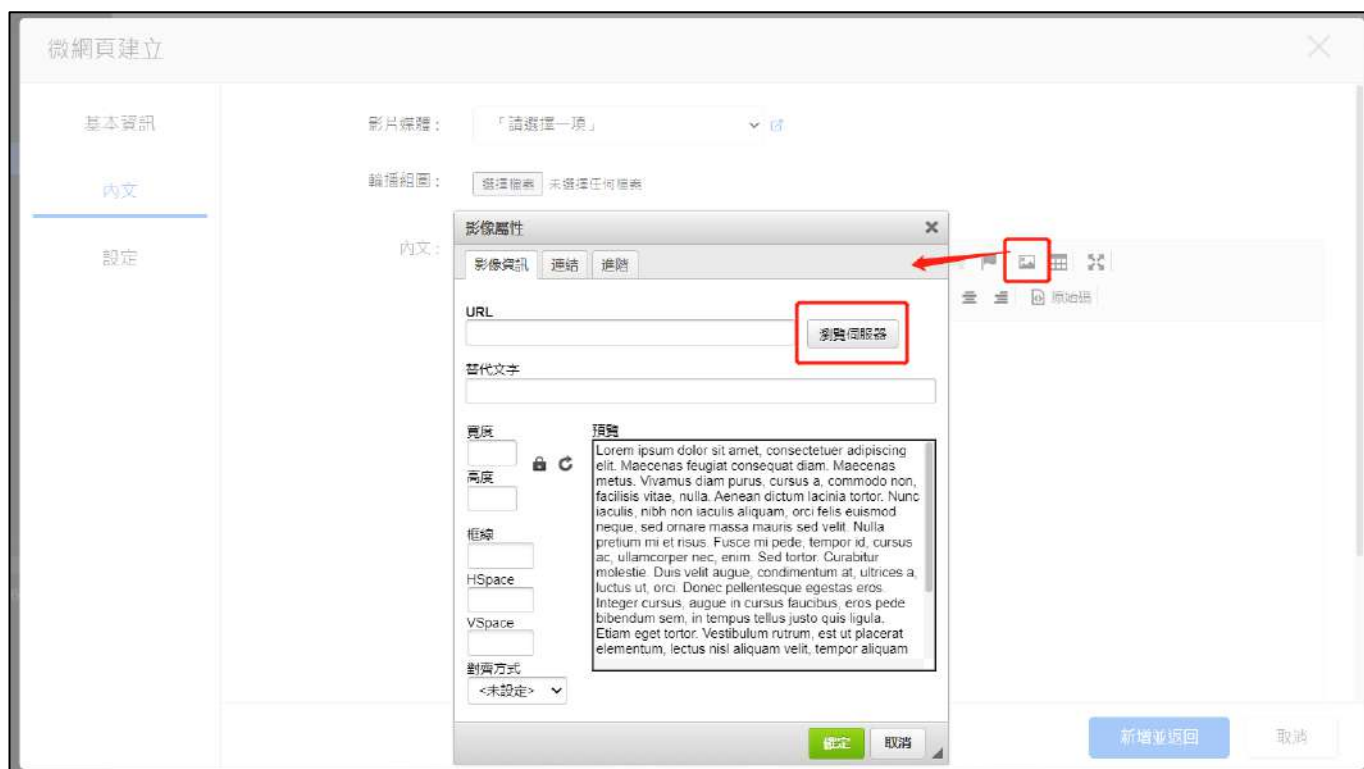 微網頁建立
基本資訊
內文
設定
影片媒體：
「請選擇一項」
輪播組圖：
選擇檔案 未選擇任何檔案
內文：
原始碼
影像屬性
影像資訊 連結 進階
URL
瀏覽伺服器
替代文字
寬度
高度
框線
HSpace
VSpace
對齊方式
<未設定>
預覽
Lorem ipsum dolor sit amet, consectetuer adipiscing
elit. Maecenas feugiat consequat diam. Maecenas
metus. Vivamus diam purus, cursus a, commodo non,
facilisis vitae, nulla. Aenean dictum lacinia tortor. Nunc
iaculis, nibh non iaculis aliquam, orci felis euismod
neque, sed ornare massa mauris sed velit. Nulla
pretium mi et risus. Fusce mi pede, tempor id, cursus
ac, ullamcorper nec, enim. Sed tortor. Curabitur
molestie. Duis velit augue, condimentum at, ultrices a,
luctus ut, orci. Donec pellentesque egestas eros.
Integer cursus, augue in cursus faucibus, eros pede
bibendum sem, in tempus tellus justo quis ligula.
Etiam eget tortor. Vestibulum rutrum, est ut placerat
elementum, lectus nisl aliquam velit, tempor aliquam
確定 取消
新增並返回 取消